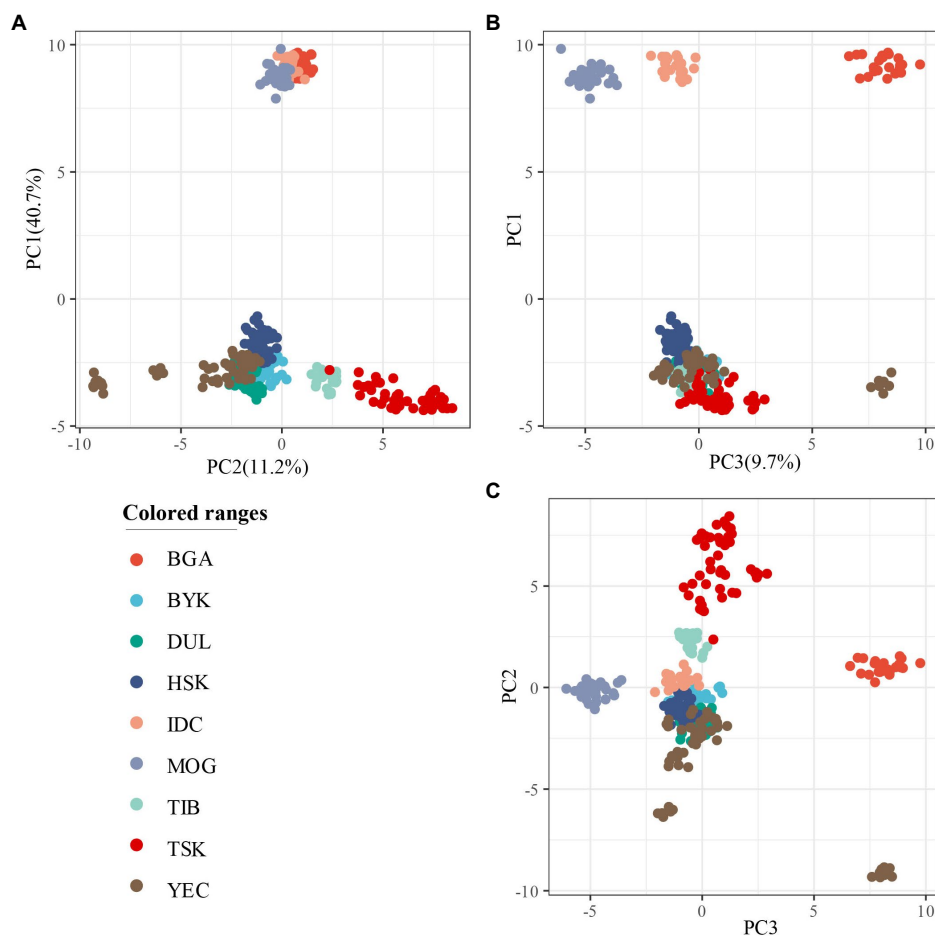 A
10
5
0
-5
PC1(40.7%)
-10
-5
0
5
PC2(11.2%)
B
10
5
0
-5
PC1
-5
0
5
10
PC3(9.7%)
Colored ranges
BGA
BYK
DUL
HSK
IDC
MOG
TIB
TSK
YEC
C
5
0
-5
-10
PC2
-5
0
5
10
PC3